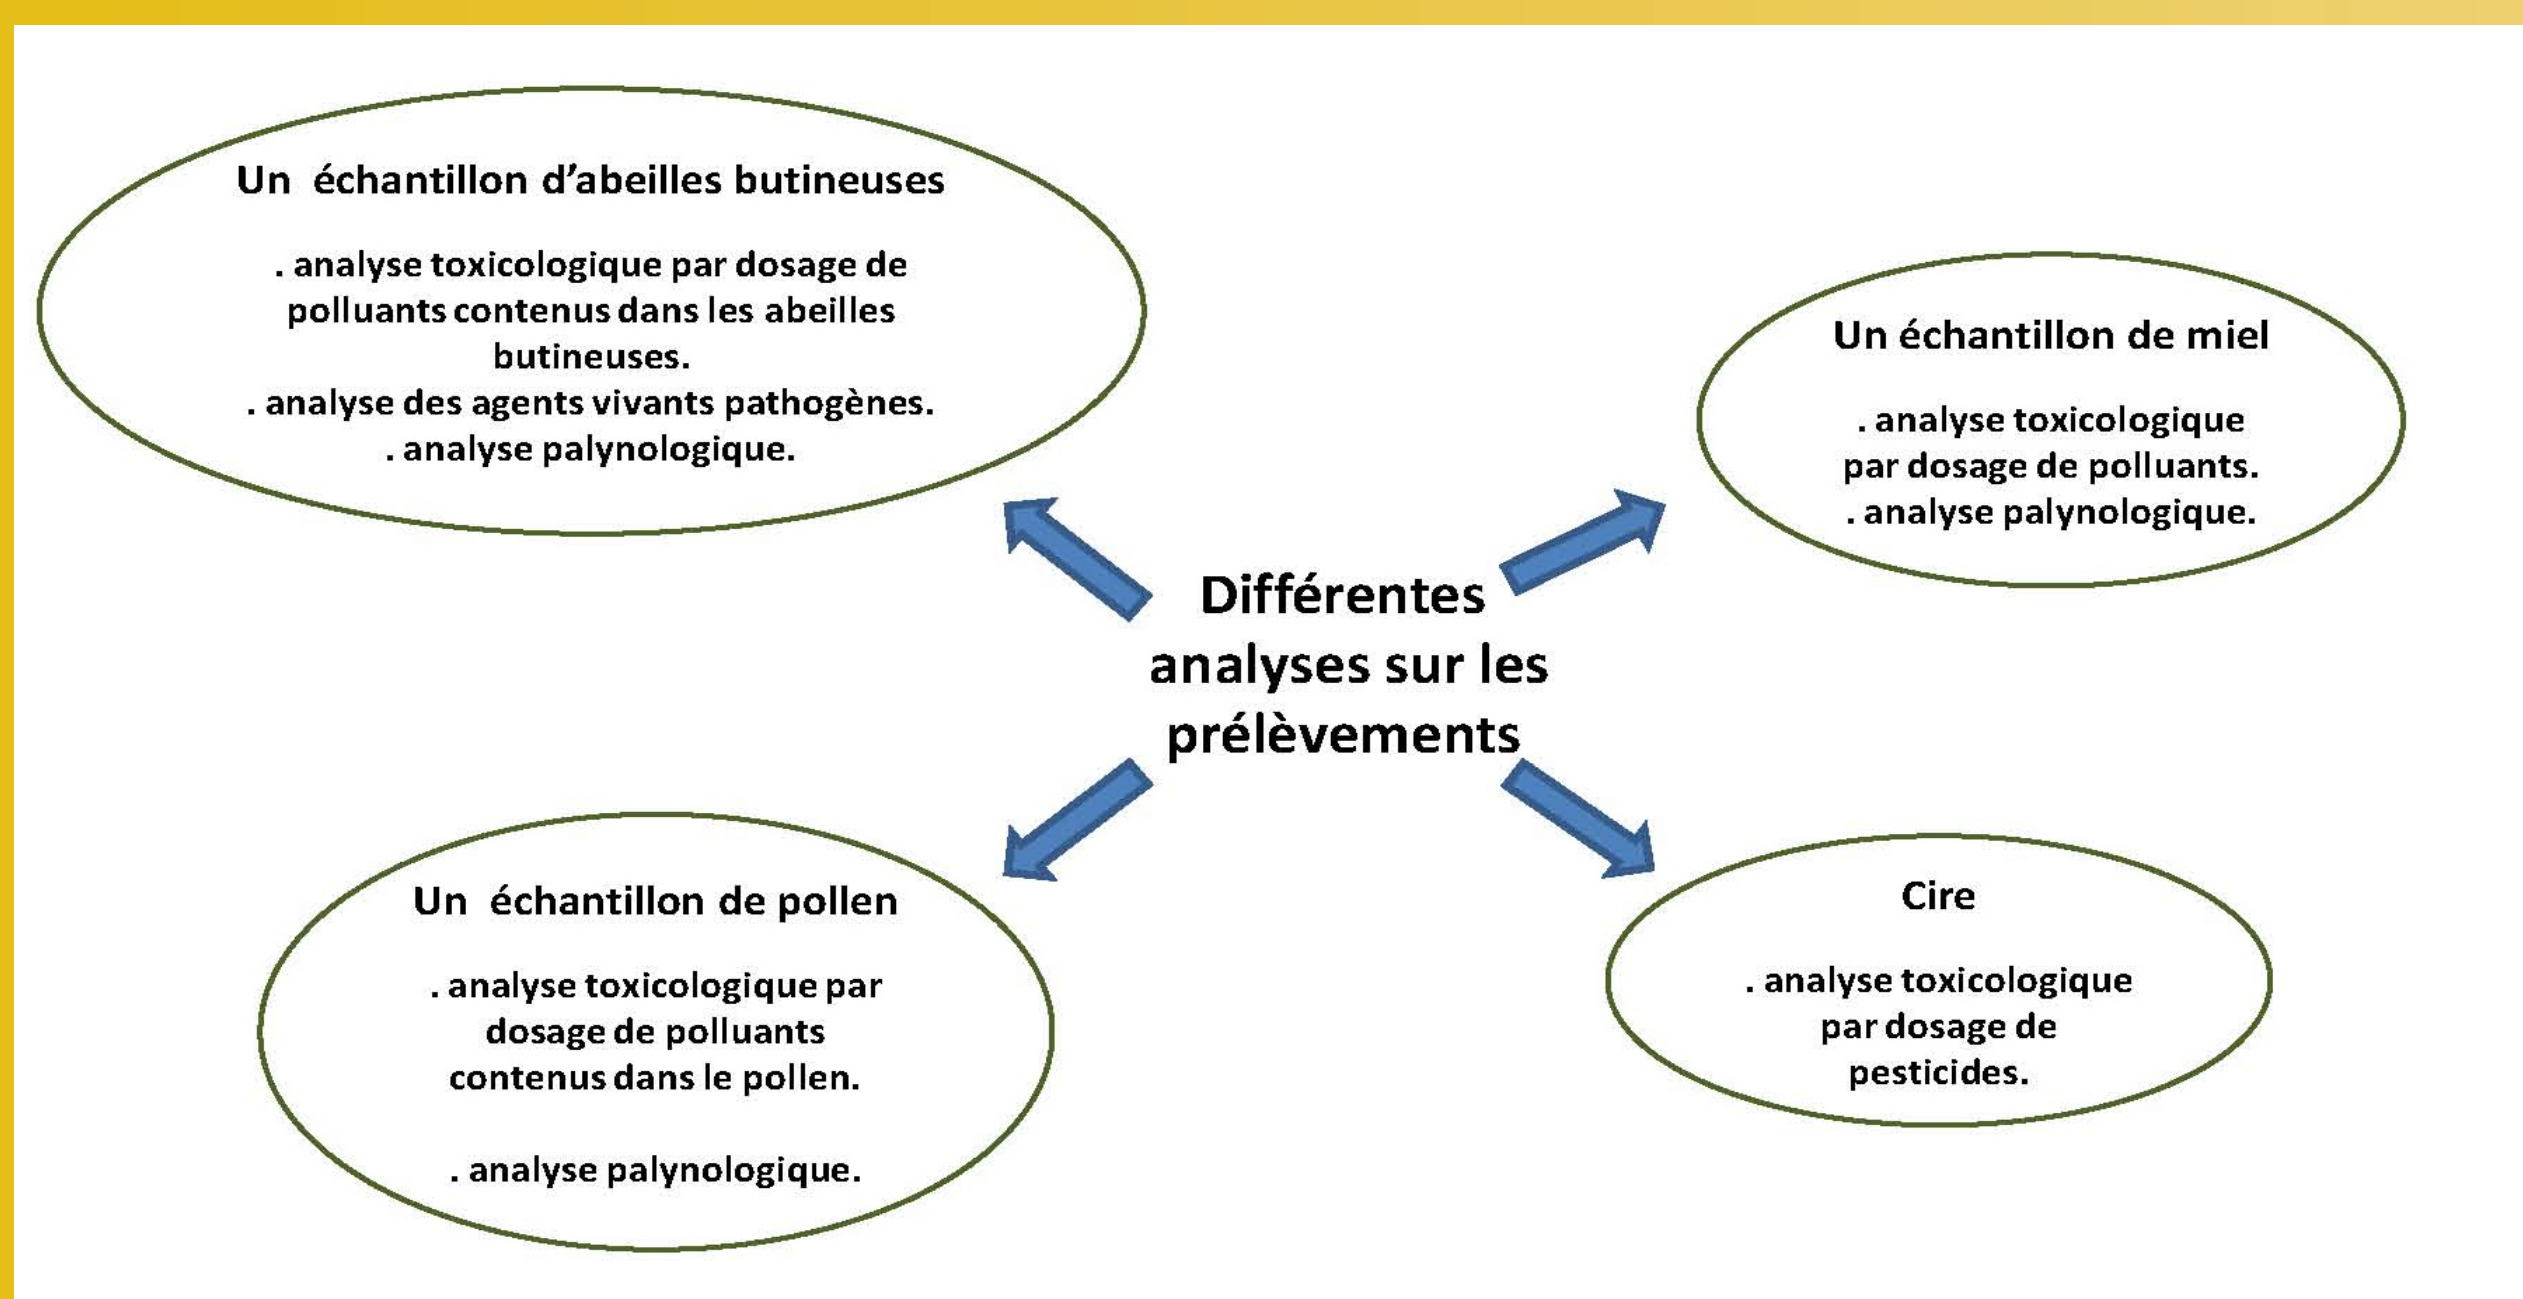 Un échantillon d'abeilles butineuses
. analyse toxicologique par dosage de
polluants contenus dans les abeilles
butineuses.
. analyse des agents vivants pathogènes.
. analyse palynologique.
Un échantillon de miel
. analyse toxicologique
par dosage de polluants.
. analyse palynologique.
Différentes
analyses sur les
prélèvements
Un échantillon de pollen
. analyse toxicologique par
dosage de polluants
contenus dans le pollen.
. analyse palynologique.
Cire
. analyse toxicologique
par dosage de
pesticides.